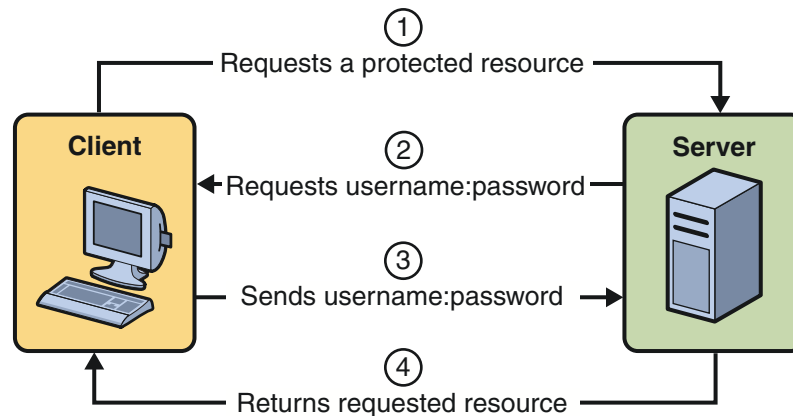 1
Requests a protected resource
Client
Server
2
Requests username:password
3
Sends username:password
4
Returns requested resource